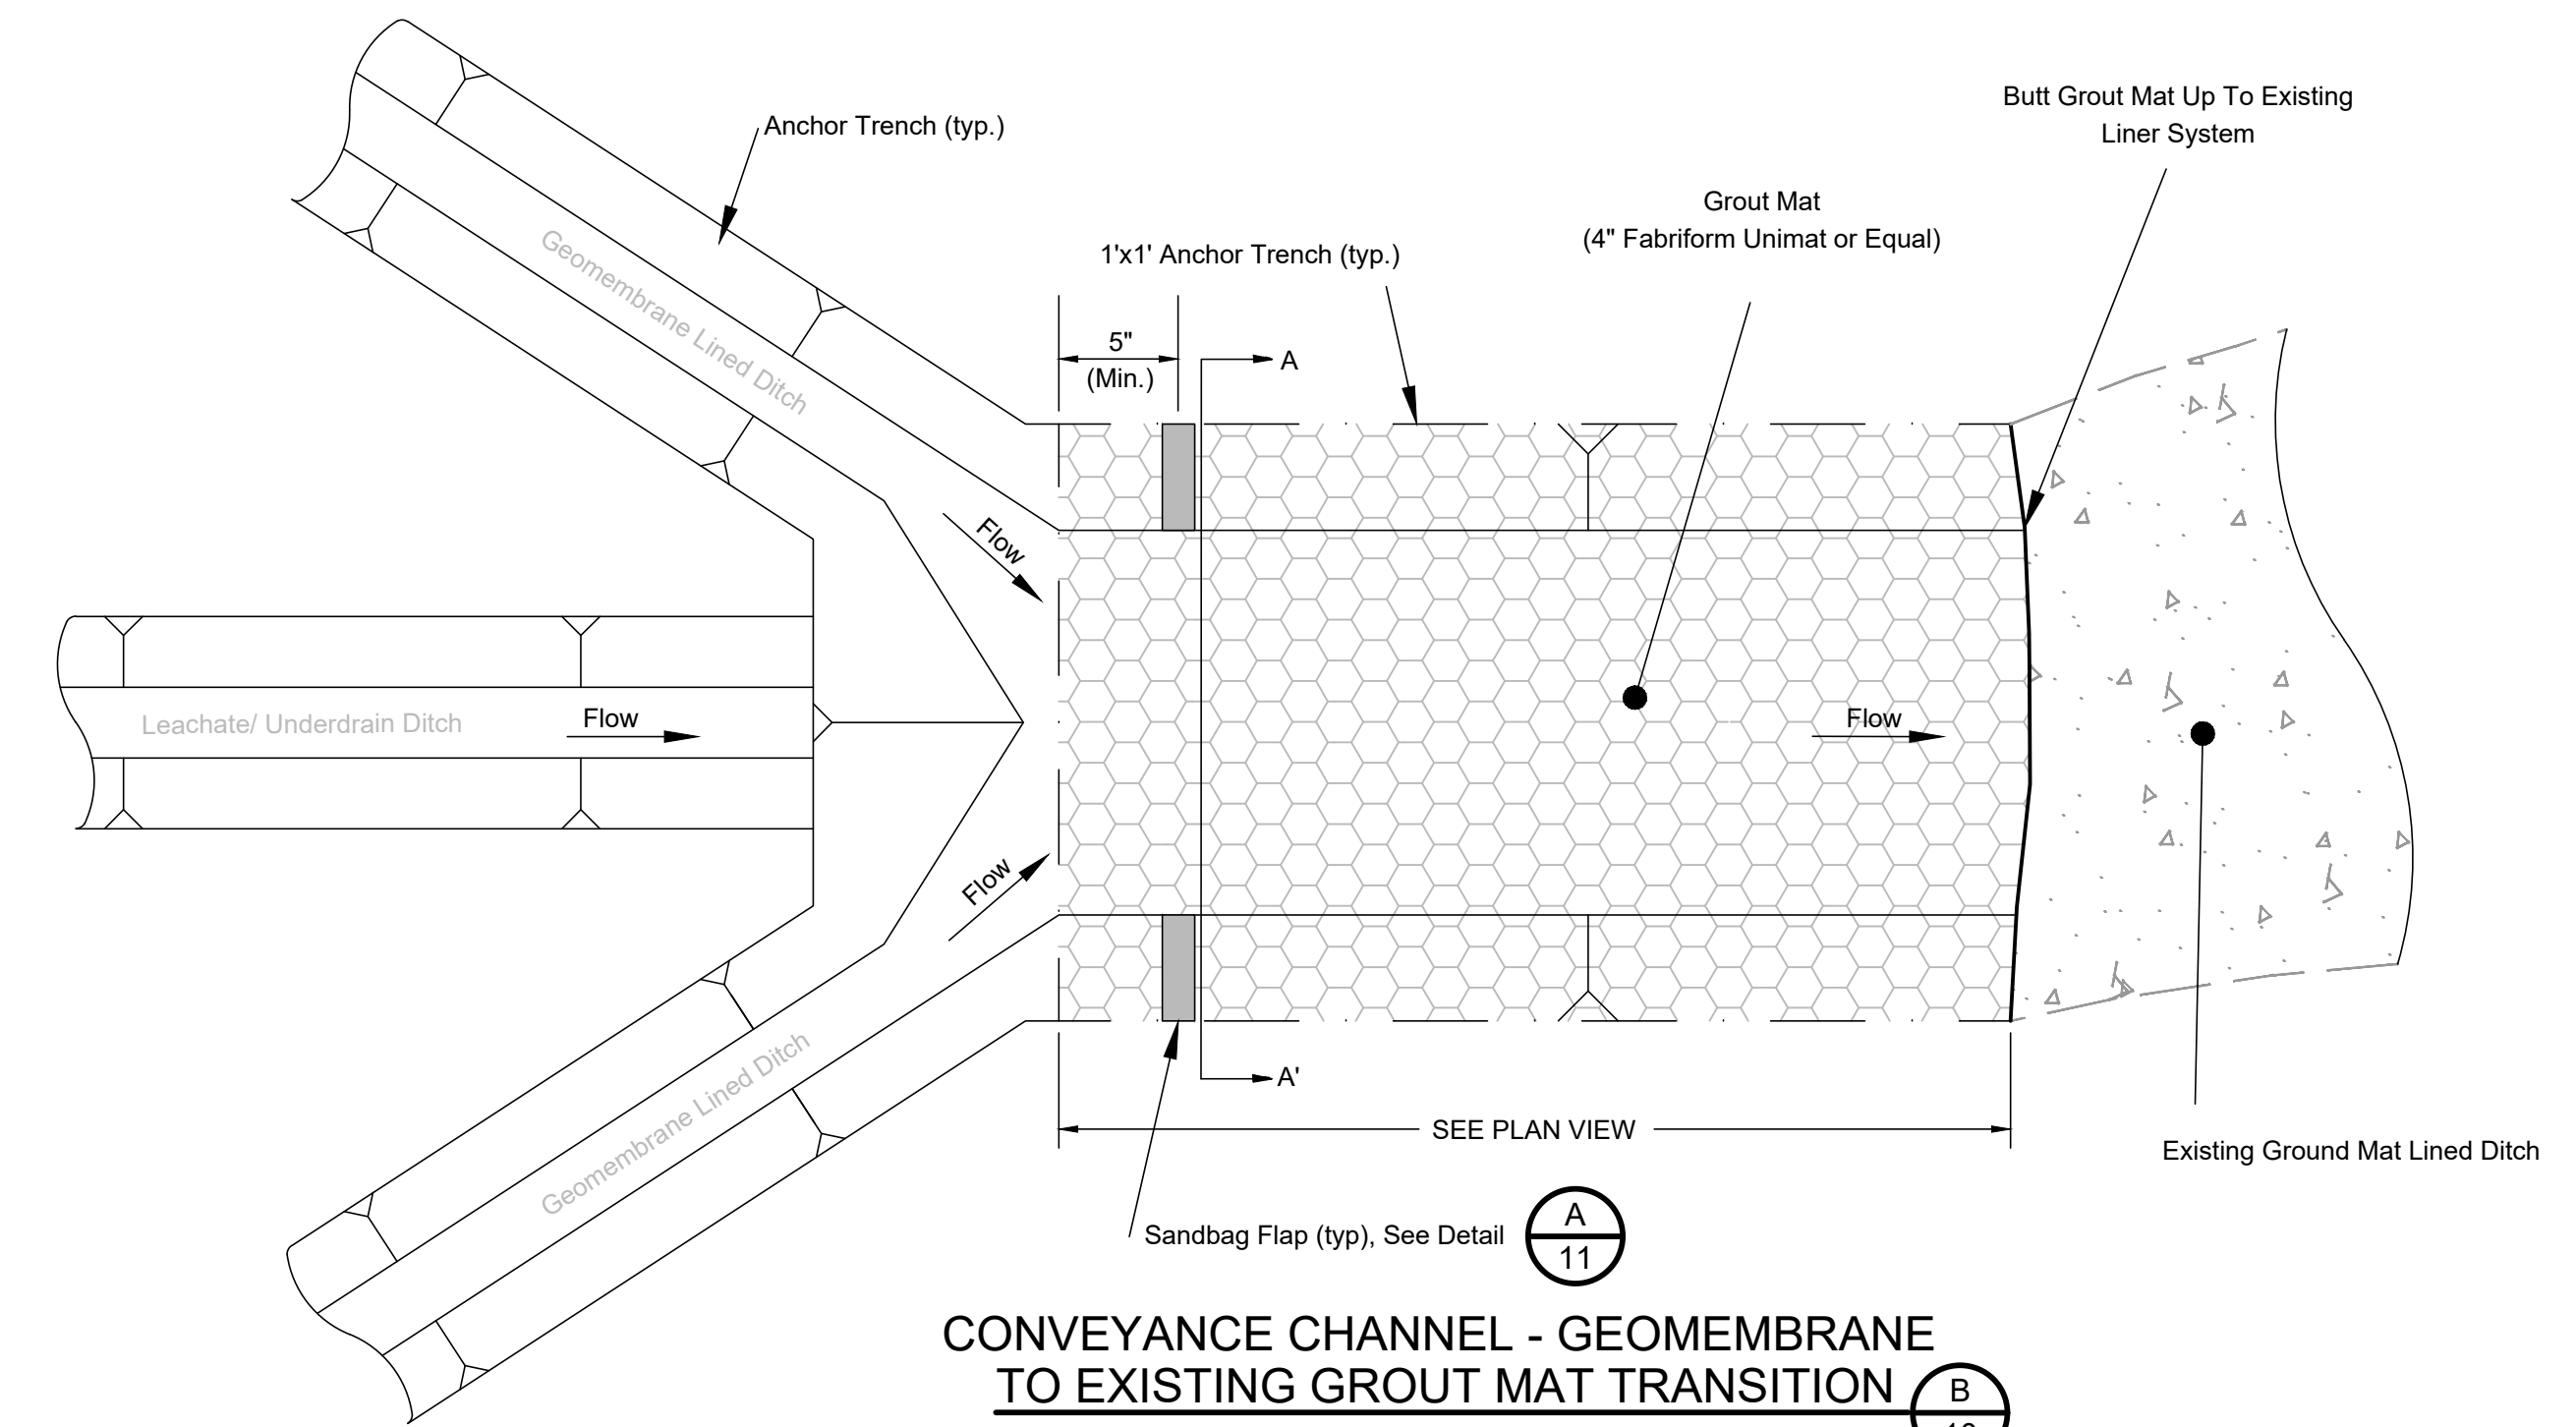 Butt Grout Mat Up To Existing
Liner System
Anchor Trench (typ.)
Grout Mat
(4" Fabriform Unimat or Equal)
1'x1' Anchor Trench (typ.)
Geomembrane Lined Ditch
5"
(Min.)
A
Flow
Leachate/ Underdrain Ditch
Flow
Flow
Flow
Geomembrane Lined Ditch
A'
SEE PLAN VIEW
Existing Ground Mat Lined Ditch
Sandbag Flap (typ), See Detail
A
11
CONVEYANCE CHANNEL - GEOMEMBRANE
TO EXISTING GROUT MAT TRANSITION
B